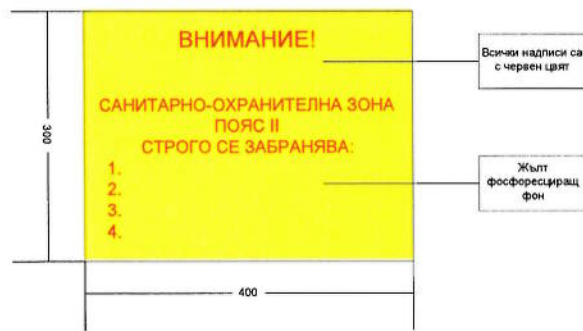 ВНИМАНИЕ!
САНИТАРНО-ОХРАНИТЕЛНА ЗОНА
ПОЯС II
СТРОГО СЕ ЗАБРАНЯВА:
1.
2.
3.
4.
Всички надписи са
с червен цвят
Жълт
фосфоресциращ
фон
300
400